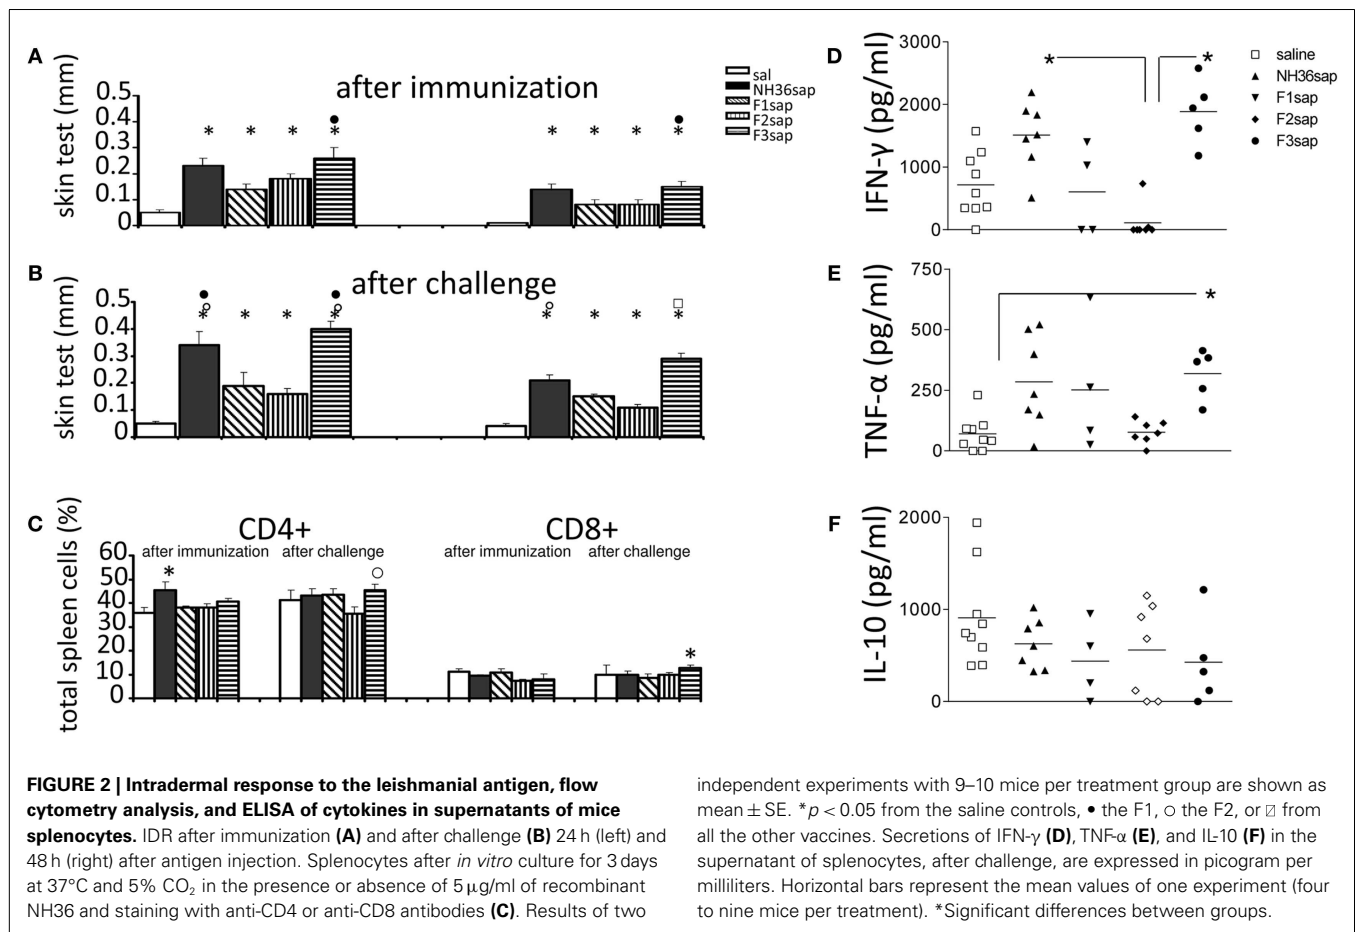 A
after immunization
skin test (mm)
0.5
0.4
0.3
0.2
0.1
0
* * * *
* * * *
sal
NH36sap
F1sap
F2sap
F3sap
B
after challenge
skin test (mm)
0.5
0.4
0.3
0.2
0.1
0
* * * *
* * * *
C
CD4+ CD8+
after immunization after challenge after immunization after challenge
total spleen cells (%)
60
50
40
30
20
10
0
*
*
D
IFN-γ (pg/ml)
3000
2000
1000
0
* *
saline
NH36sap
F1sap
F2sap
F3sap
E
TNF-α (pg/ml)
750
500
250
0
*
F
IL-10 (pg/ml)
2000
1000
0
FIGURE 2 | Intradermal response to the leishmanial antigen, flow
cytometry analysis, and ELISA of cytokines in supernatants of mice
splenocytes. IDR after immunization (A) and after challenge (B) 24 h (left) and
48 h (right) after antigen injection. Splenocytes after in vitro culture for 3 days
at 37°C and 5% CO₂ in the presence or absence of 5 μg/ml of recombinant
NH36 and staining with anti-CD4 or anti-CD8 antibodies (C). Results of two
independent experiments with 9–10 mice per treatment group are shown as
mean ± SE. *p < 0.05 from the saline controls, • the F1, ○ the F2, or ⍁ from
all the other vaccines. Secretions of IFN-γ (D), TNF-α (E), and IL-10 (F) in the
supernatant of splenocytes, after challenge, are expressed in picogram per
milliliters. Horizontal bars represent the mean values of one experiment (four
to nine mice per treatment). *Significant differences between groups.